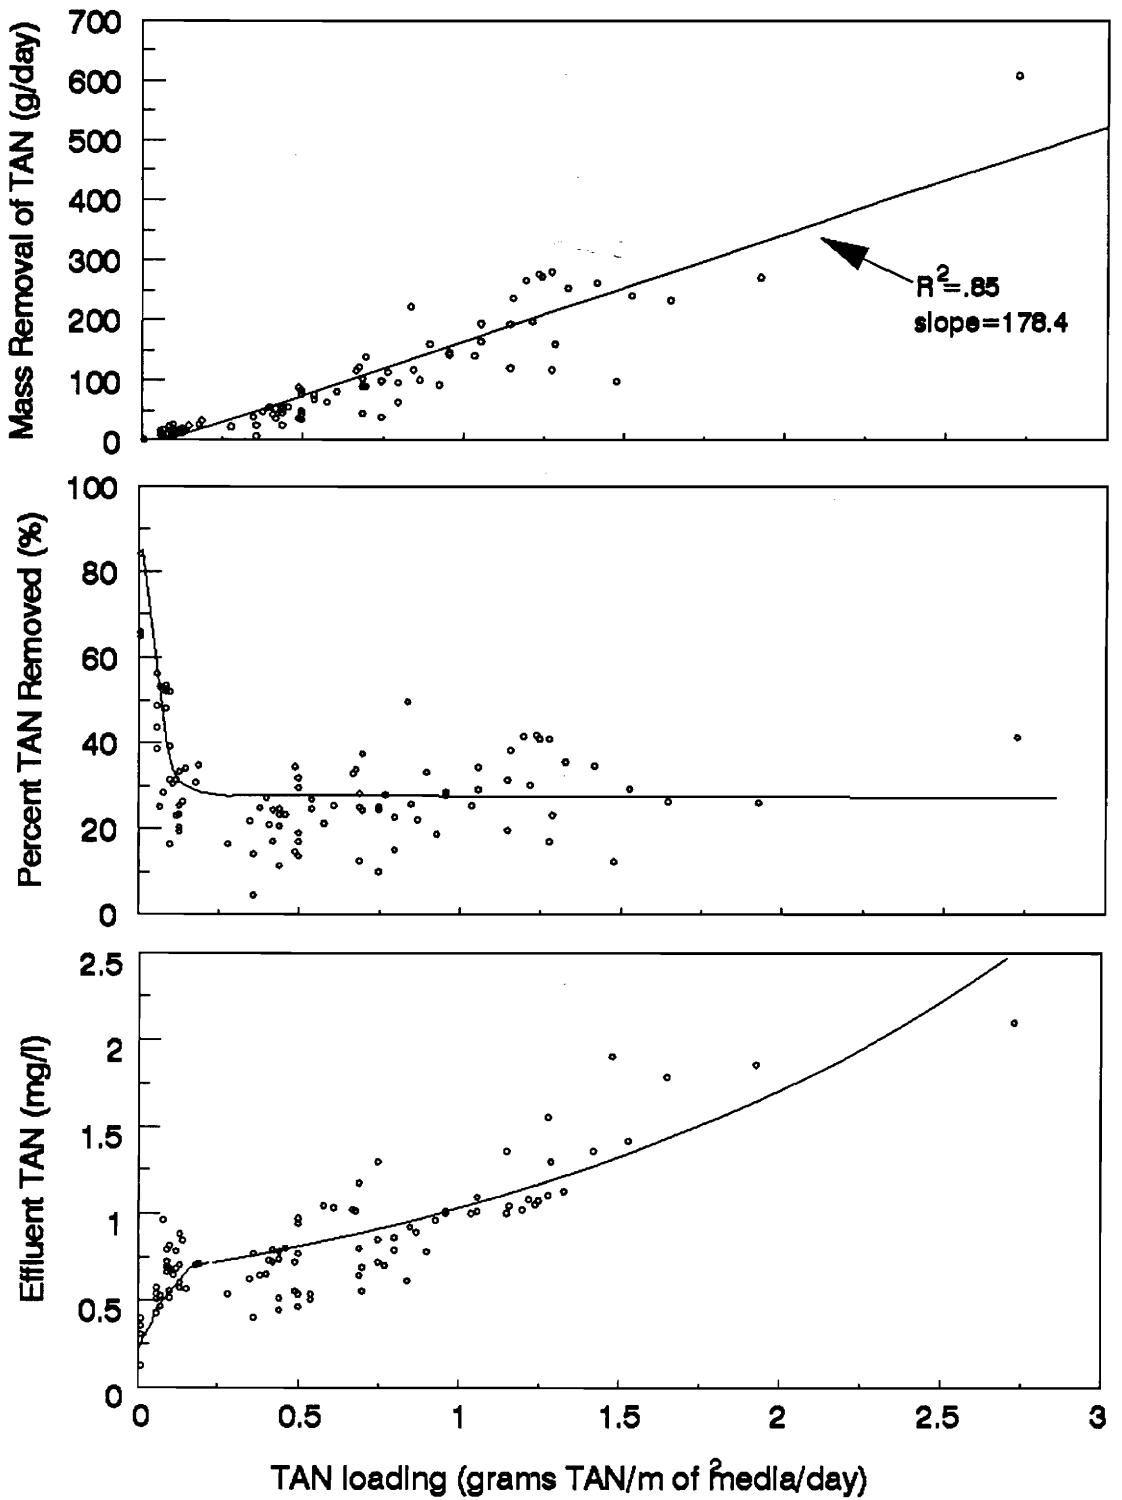 Mass Removal of TAN (g/day)
700
600
500
400
300
200
100
0
R²=.85
slope=178.4
Percent TAN Removed (%)
100
80
60
40
20
0
Effluent TAN (mg/l)
2.5
2
1.5
1
0.5
0
0 0.5 1 1.5 2 2.5 3
TAN loading (grams TAN/m of ²media/day)